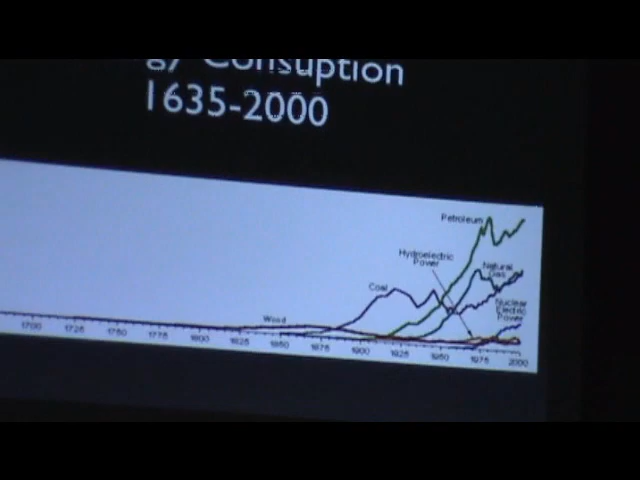 gy Consuption
1635-2000
Petroleum
Hydroelectric
Power
Natural
Gas
Coal
Nuclear
Electric
Power
Wood
1700 1725 1750 1775 1800 1825 1850 1875 1900 1925 1950 1975 2000